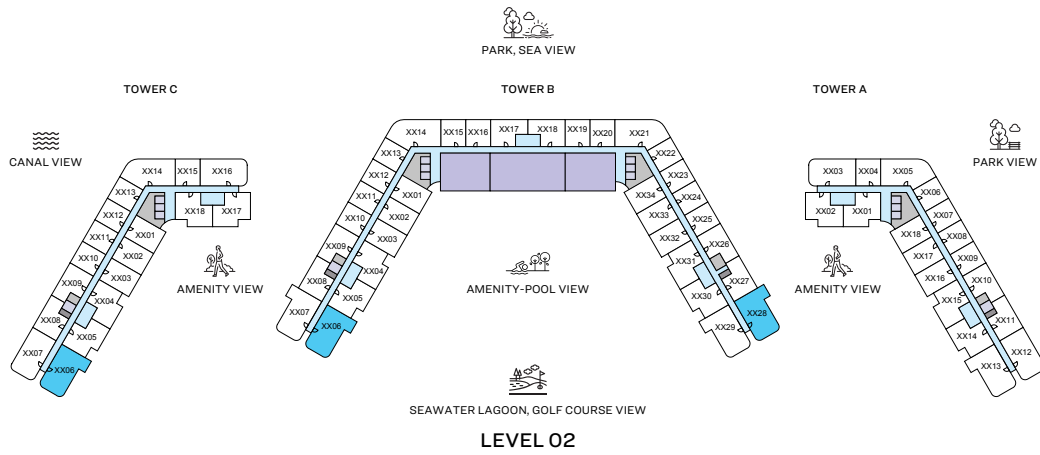 PARK, SEA VIEW
TOWER C
TOWER B
TOWER A
CANAL VIEW
PARK VIEW
XX14
XX15
XX16
XX13
XX12
XX11
XX10
XX09
XX08
XX07
XX18
XX17
XX01
XX02
XX03
XX04
XX05
XX06
XX14
XX15
XX16
XX17
XX18
XX19
XX20
XX21
XX13
XX12
XX11
XX10
XX09
XX08
XX07
XX01
XX02
XX03
XX04
XX05
XX06
XX22
XX23
XX24
XX25
XX26
XX27
XX28
XX34
XX33
XX32
XX31
XX30
XX29
XX03
XX04
XX05
XX02
XX01
XX06
XX07
XX08
XX09
XX10
XX11
XX12
XX18
XX17
XX16
XX15
XX14
XX13
AMENITY VIEW
AMENITY-POOL VIEW
AMENITY VIEW
SEAWATER LAGOON, GOLF COURSE VIEW
LEVEL 02